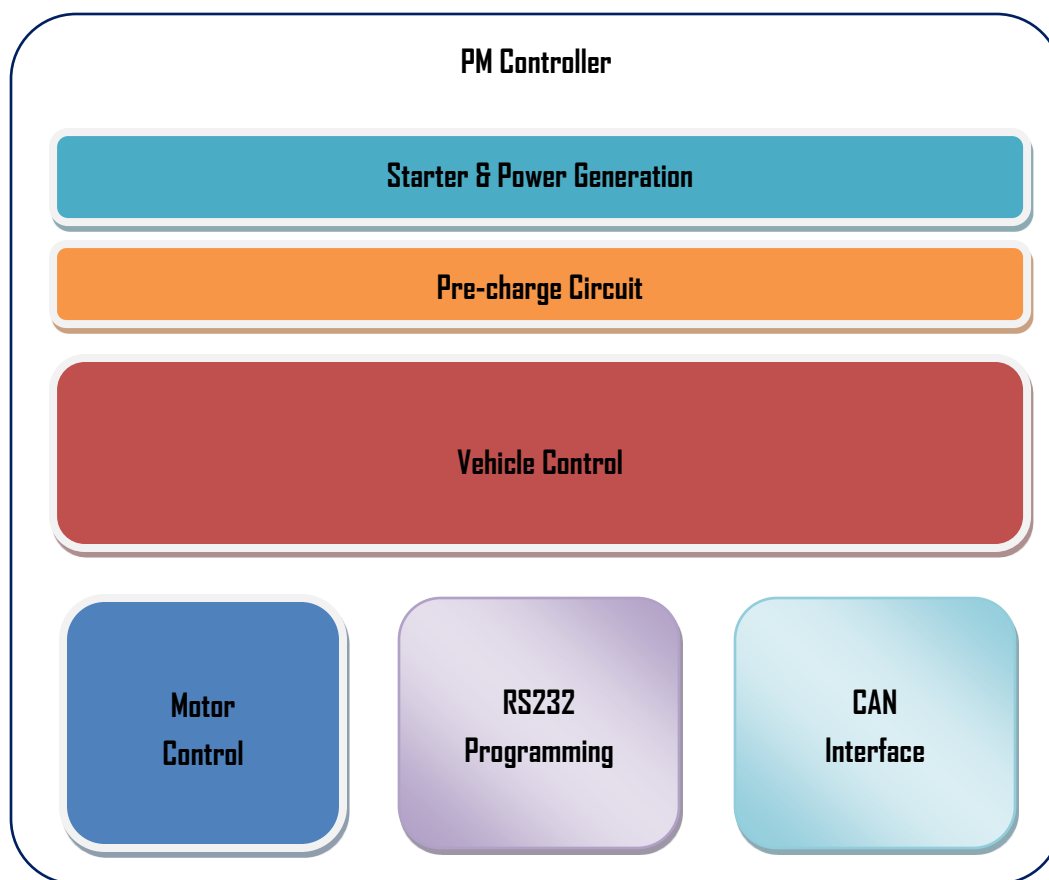 PM Controller
Starter & Power Generation
Pre-charge Circuit
Vehicle Control
Motor
Control
RS232
Programming
CAN
Interface